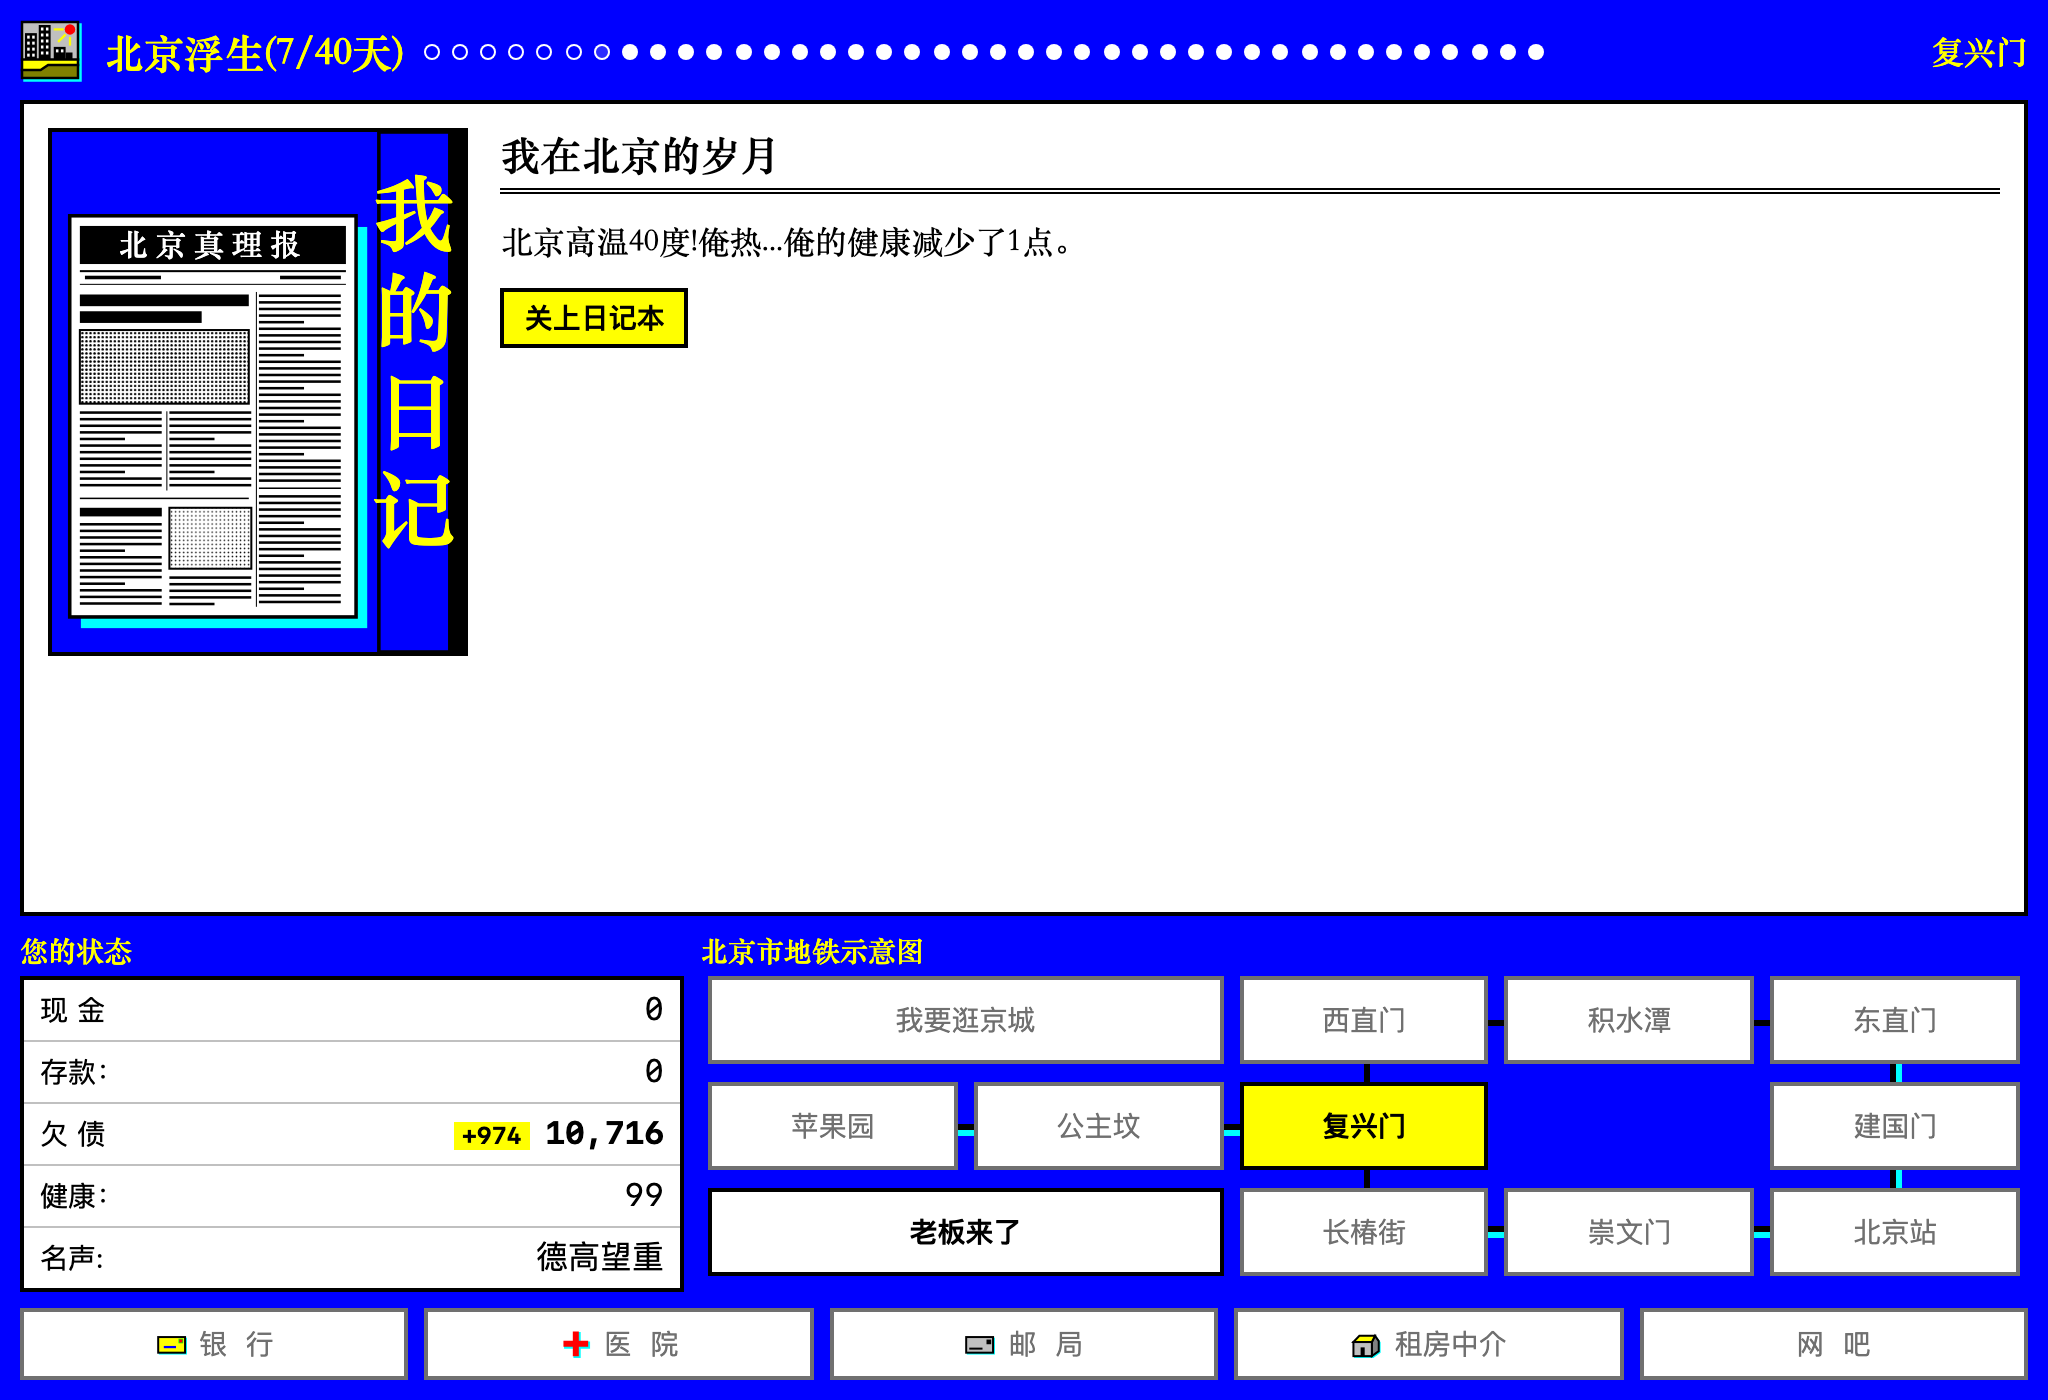 北京浮生(7/40天)
复兴门
北京真理报
我的日记
我在北京的岁月
北京高温40度!俺热...俺的健康减少了1点。
关上日记本
您的状态
现 金 0
存款: 0
欠 债 +974 10,716
健康: 99
名声: 德高望重
北京市地铁示意图
我要逛京城 西直门 积水潭 东直门
苹果园 公主坟 复兴门 建国门
老板来了 长椿街 崇文门 北京站
银 行 医 院 邮 局 租房中介 网 吧